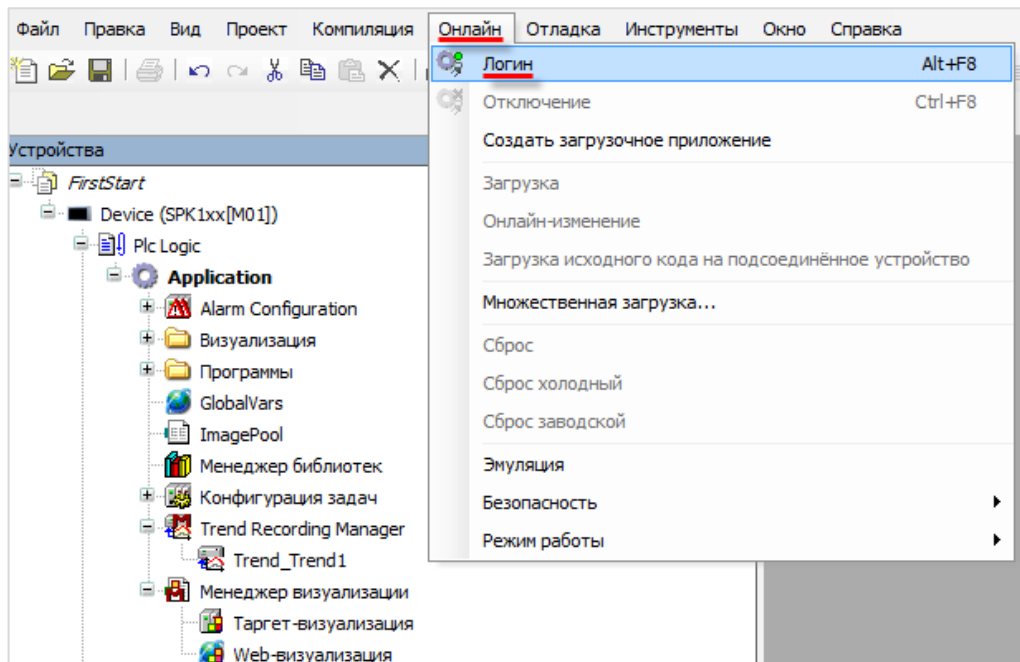 Файл Правка Вид Проект Компиляция Онлайн Отладка Инструменты Окно Справка
Логин Alt+F8
Отключение Ctrl+F8
Создать загрузочное приложение
Загрузка
Онлайн-изменение
Загрузка исходного кода на подсоединённое устройство
Множественная загрузка...
Сброс
Сброс холодный
Сброс заводской
Эмуляция
Безопасность
Режим работы
Устройства
FirstStart
Device (SPK1xx[M01])
Plc Logic
Application
Alarm Configuration
Визуализация
Программы
GlobalVars
ImagePool
Менеджер библиотек
Конфигурация задач
Trend Recording Manager
Trend_Trend1
Менеджер визуализации
Таргет-визуализация
Web-визуализация